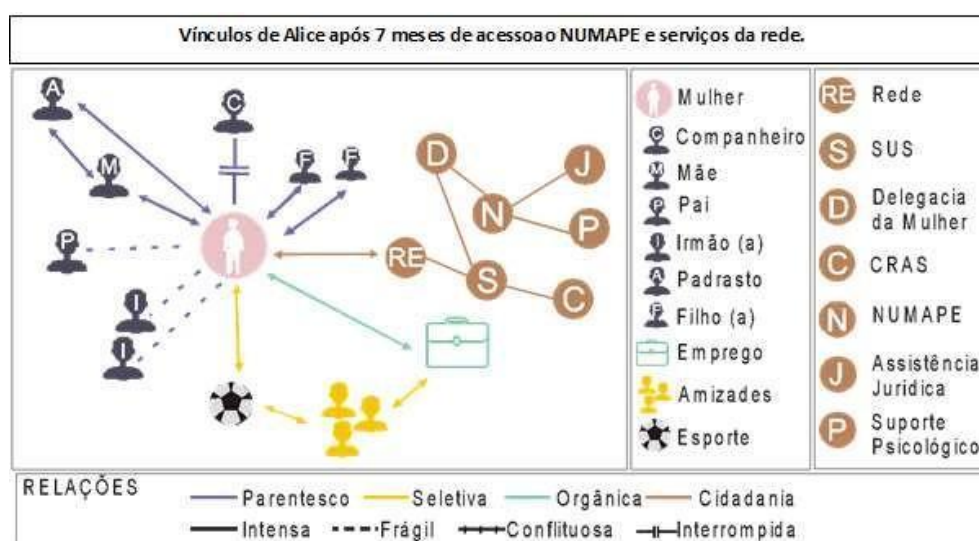 Vínculos de Alice após 7 meses de acessoao NUMAPE e serviços da rede.
A
C
M
F
F
P
I
I
D
J
N
P
RE
S
C
Mulher
C Companheiro
M Mãe
P Pai
I Irmão (a)
A Padrasto
F Filho (a)
Emprego
Amizades
Esporte
RE Rede
S SUS
D Delegacia
da Mulher
C CRAS
N NUMAPE
J Assistência
Jurídica
P Suporte
Psicológico
RELAÇÕES
Parentesco Seletiva Orgânica Cidadania
Intensa Frágil Conflituosa Interrompida